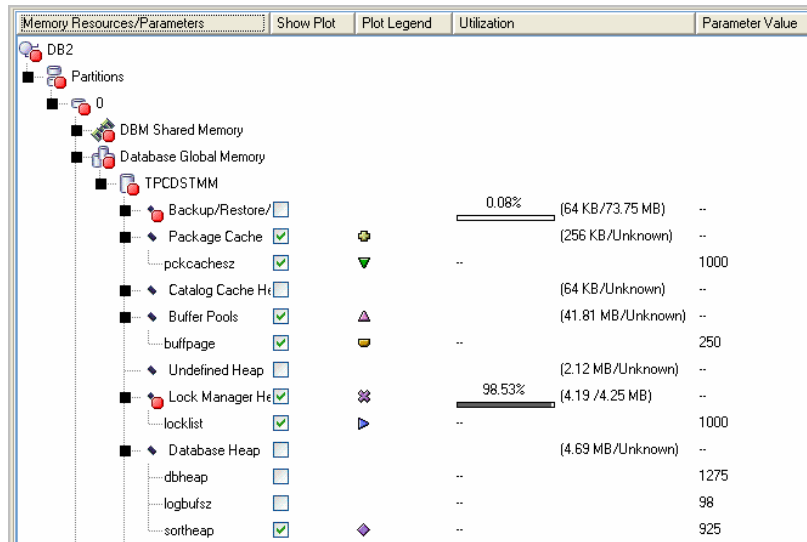 Memory Resources/Parameters Show Plot Plot Legend Utilization Parameter Value
DB2
Partitions
0
DBM Shared Memory
Database Global Memory
TPCDSTMM
Backup/Restore/ 0.08% (64 KB/73.75 MB) --
Package Cache (256 KB/Unknown) --
pckcachesz -- 1000
Catalog Cache He (64 KB/Unknown) --
Buffer Pools (41.81 MB/Unknown) --
buffpage -- 250
Undefined Heap (2.12 MB/Unknown) --
Lock Manager He 98.53% (4.19 /4.25 MB) --
locklist -- 1000
Database Heap (4.69 MB/Unknown) --
dbheap -- 1275
logbufsz -- 98
sortheap -- 925